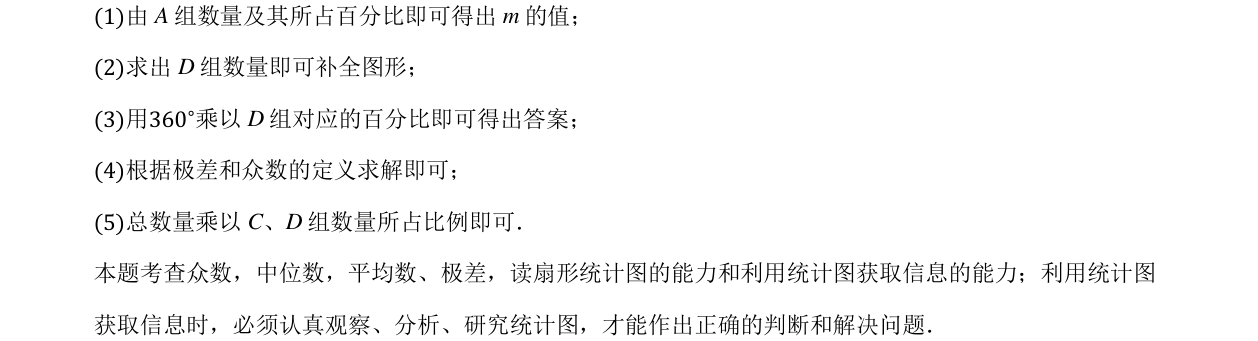 (1)由 A 组数量及其所占百分比即可得出 m 的值；
(2)求出 D 组数量即可补全图形；
(3)用360°乘以 D 组对应的百分比即可得出答案；
(4)根据极差和众数的定义求解即可；
(5)总数量乘以 C、D 组数量所占比例即可．
本题考查众数，中位数，平均数、极差，读扇形统计图的能力和利用统计图获取信息的能力；利用统计图
获取信息时，必须认真观察、分析、研究统计图，才能作出正确的判断和解决问题．